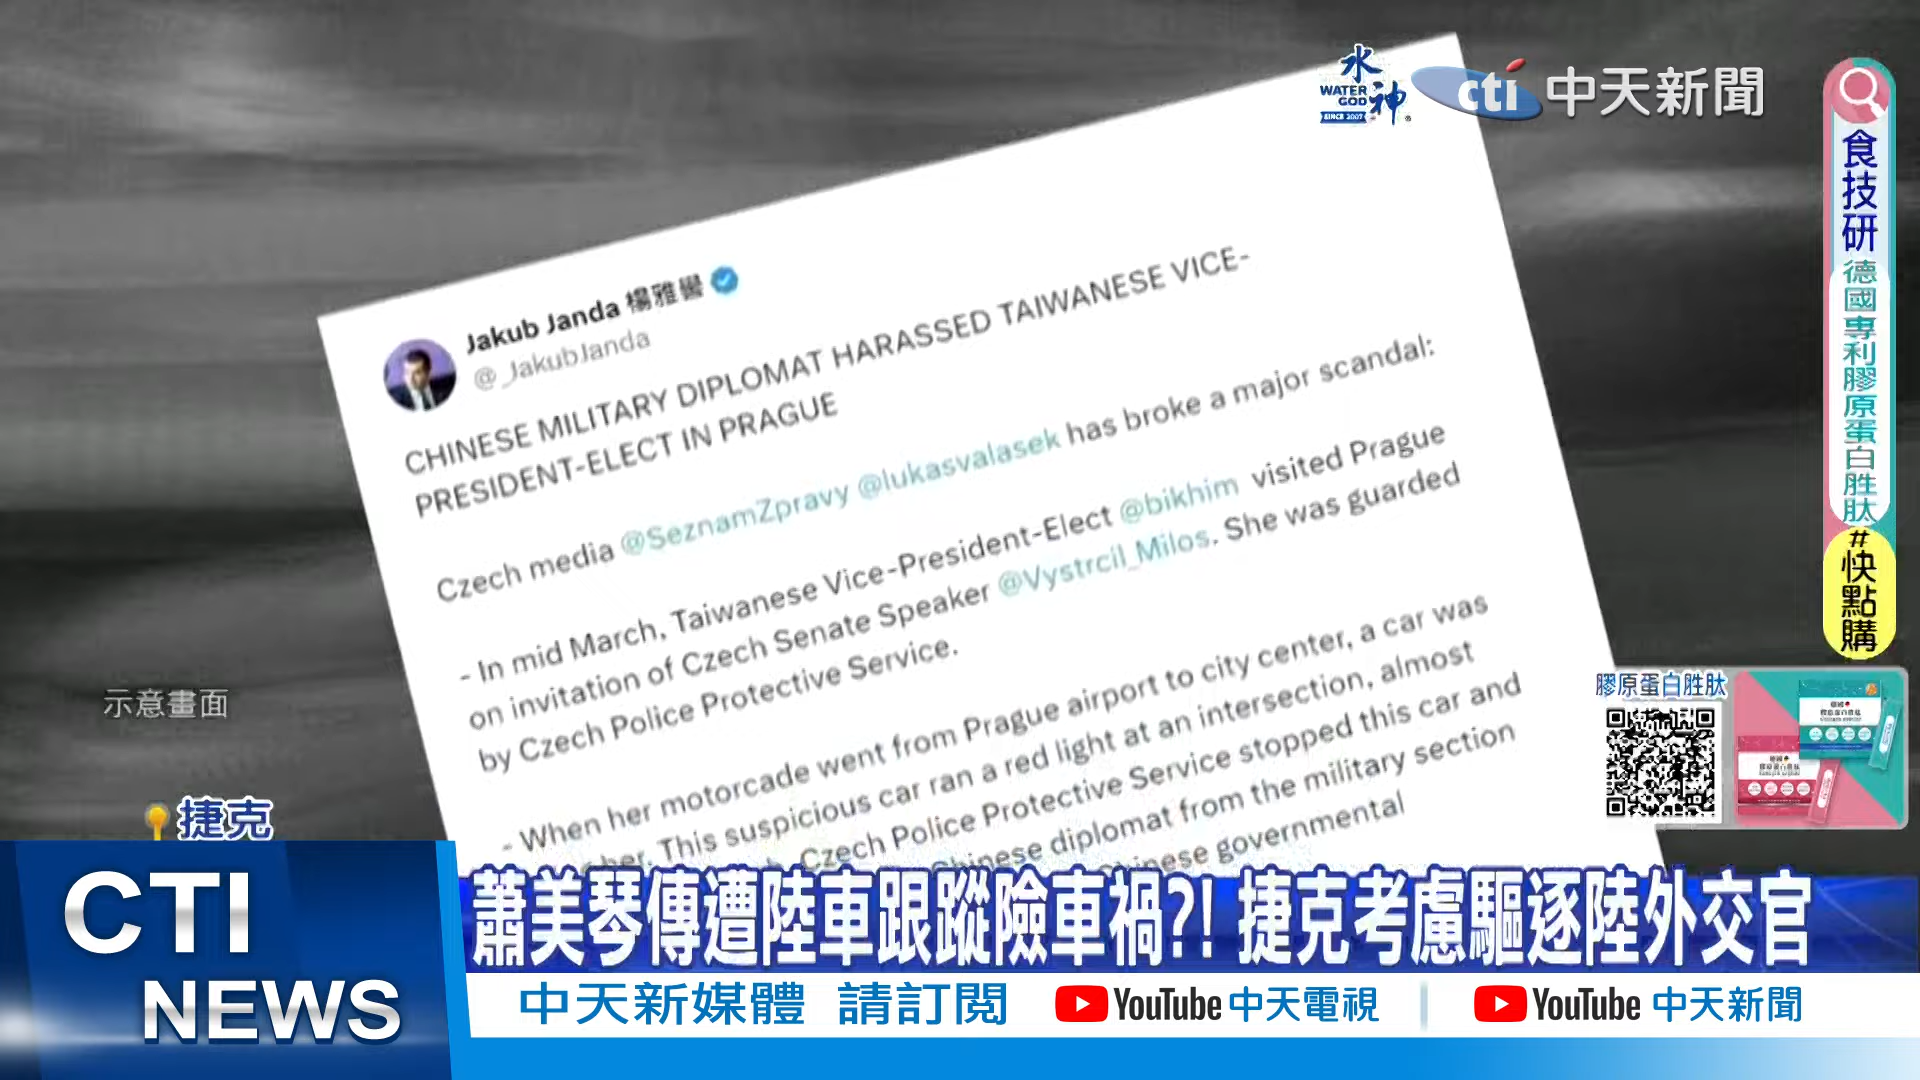 水神
WATER GOD
SINCE 2007
cti 中天新聞
食技研
德國專利膠原蛋白胜肽
#快點購
膠原蛋白胜肽
Jakub Janda 楊雅嚳
@_JakubJanda
CHINESE MILITARY DIPLOMAT HARASSED TAIWANESE VICE-
PRESIDENT-ELECT IN PRAGUE
Czech media @SeznamZpravy @lukasvalasek has broke a major scandal:
- In mid March, Taiwanese Vice-President-Elect @bikhim visited Prague
on invitation of Czech Senate Speaker @Vystrcil_Milos. She was guarded
by Czech Police Protective Service.
- When her motorcade went from Prague airport to city center, a car was
her. This suspicious car ran a red light at an intersection, almost
Czech Police Protective Service stopped this car and
Chinese diplomat from the military section
governmental
示意畫面
捷克
CTI
NEWS
蕭美琴傳遭陸車跟蹤險車禍?! 捷克考慮驅逐陸外交官
中天新媒體 請訂閱 YouTube 中天電視 | YouTube 中天新聞